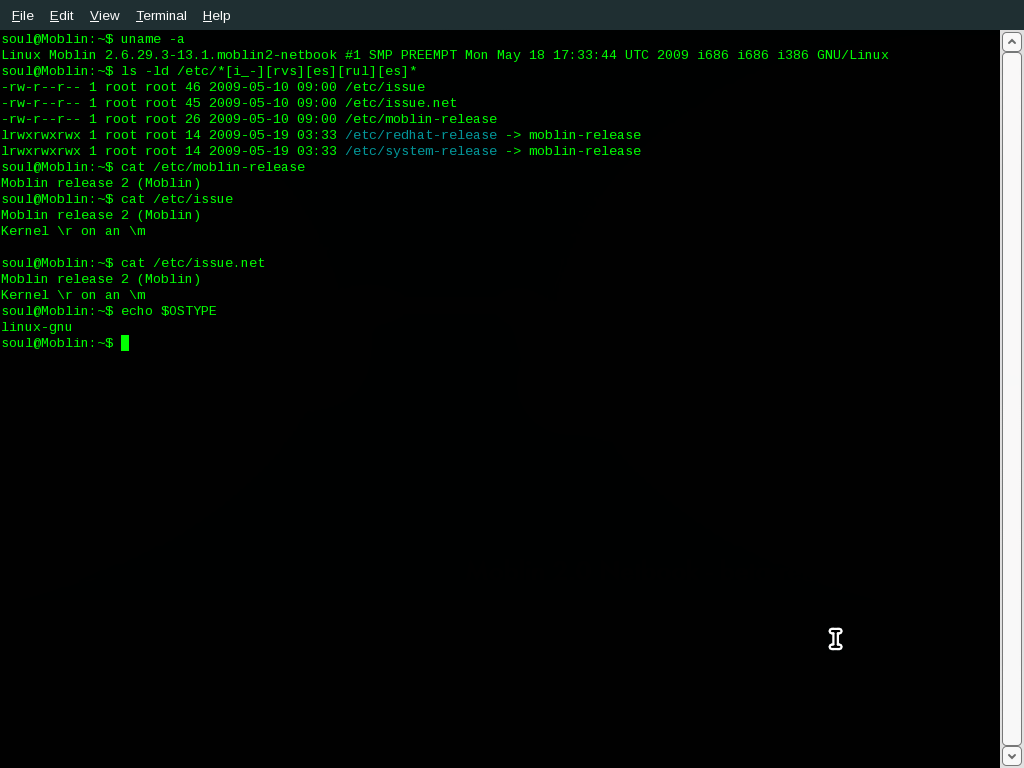 File Edit View Terminal Help
soul@Moblin:~$ uname -a
Linux Moblin 2.6.29.3-13.1.moblin2-netbook #1 SMP PREEMPT Mon May 18 17:33:44 UTC 2009 i686 i686 i386 GNU/Linux
soul@Moblin:~$ ls -ld /etc/*[i_-][rvs][es][rul][es]*
-rw-r--r-- 1 root root 46 2009-05-10 09:00 /etc/issue
-rw-r--r-- 1 root root 45 2009-05-10 09:00 /etc/issue.net
-rw-r--r-- 1 root root 26 2009-05-10 09:00 /etc/moblin-release
lrwxrwxrwx 1 root root 14 2009-05-19 03:33 /etc/redhat-release -> moblin-release
lrwxrwxrwx 1 root root 14 2009-05-19 03:33 /etc/system-release -> moblin-release
soul@Moblin:~$ cat /etc/moblin-release
Moblin release 2 (Moblin)
soul@Moblin:~$ cat /etc/issue
Moblin release 2 (Moblin)
Kernel \r on an \m
soul@Moblin:~$ cat /etc/issue.net
Moblin release 2 (Moblin)
Kernel \r on an \m
soul@Moblin:~$ echo $OSTYPE
linux-gnu
soul@Moblin:~$